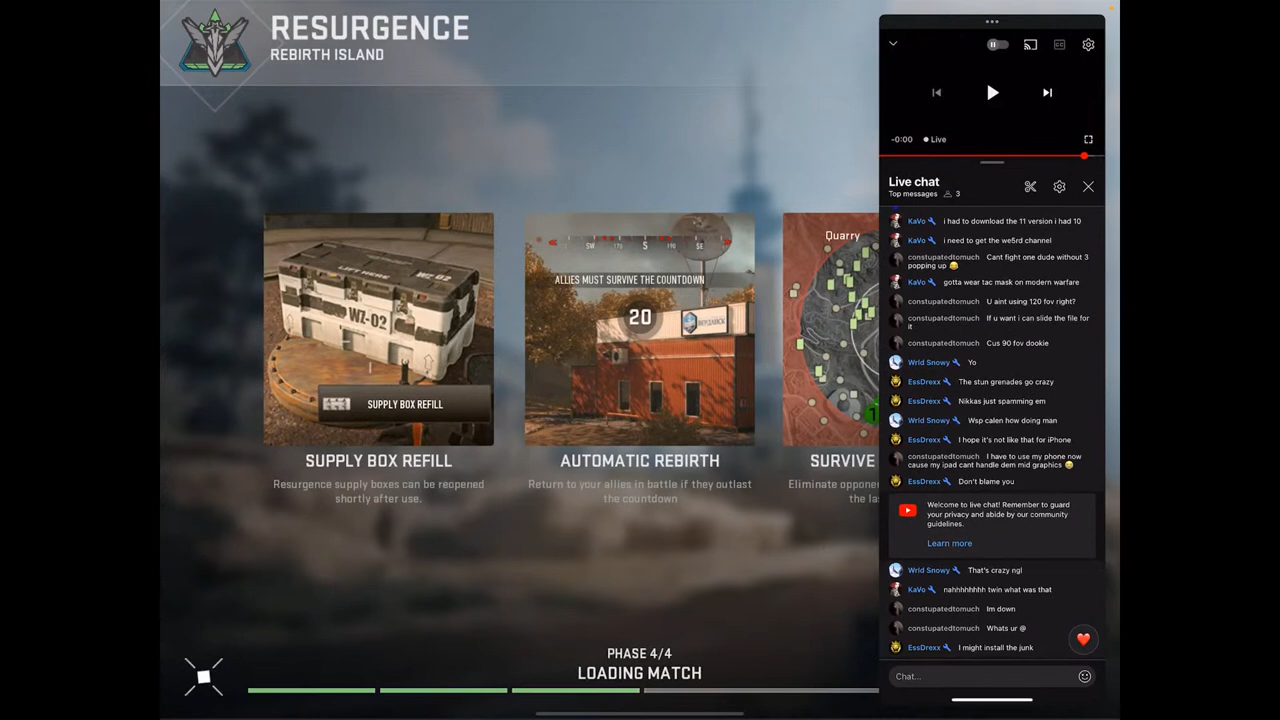 RESURGENCE
REBIRTH ISLAND
LEFT HERE
WZ-02
WZ-02
SUPPLY BOX REFILL
SUPPLY BOX REFILL
Resurgence supply boxes can be reopened
shortly after use.
SW 170 S 190 SE
ALLIES MUST SURVIVE THE COUNTDOWN
20
AUTOMATIC REBIRTH
Return to your allies in battle if they outlast
the countdown
Quarry
1
SURVIVE
Eliminate oppone
the las
PHASE 4/4
LOADING MATCH
CC
-0:00 Live
Live chat
Top messages 3
KaVo i had to download the 11 version i had 10
KaVo i need to get the we5rd channel
constupatedtomuch Cant fight one dude without 3
popping up 😂
KaVo gotta wear tac mask on modern warfare
constupatedtomuch U aint using 120 fov right?
constupatedtomuch If u want i can slide the file for
it
constupatedtomuch Cus 90 fov dookie
Wrld Snowy Yo
EssDrexx The stun grenades go crazy
EssDrexx Nikkas just spamming em
Wrld Snowy Wsp calen how doing man
EssDrexx I hope it's not like that for iPhone
constupatedtomuch I have to use my phone now
cause my ipad cant handle dem mid graphics 😂
EssDrexx Don't blame you
Welcome to live chat! Remember to guard
your privacy and abide by our community
guidelines.
Learn more
Wrld Snowy That's crazy ngl
KaVo nahhhhhhhh twin what was that
constupatedtomuch Im down
constupatedtomuch Whats ur @
EssDrexx I might install the junk
Chat...